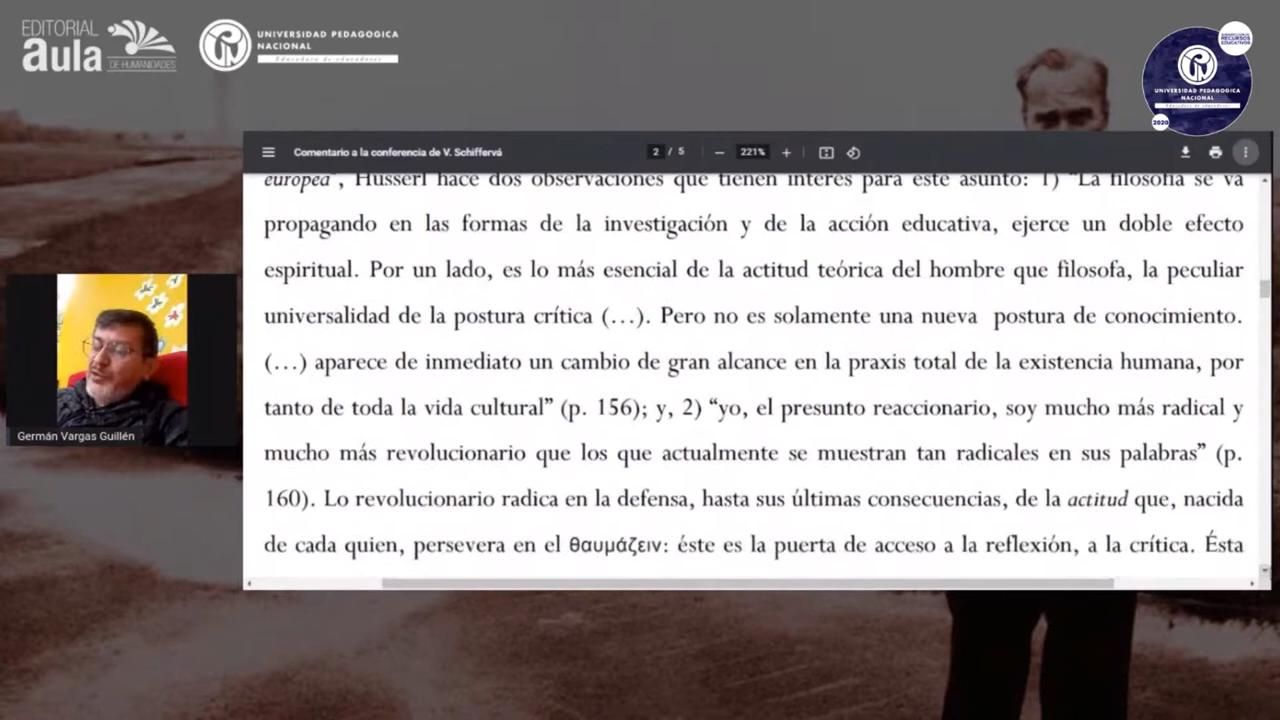 EDITORIAL
aula
DE HUMANIDADES
UNIVERSIDAD PEDAGOGICA
NACIONAL
Educadora de educadores
RECURSOS
EDUCATIVOS
UNIVERSIDAD PEDAGOGICA
NACIONAL
Educadora de educadores
2020
Comentario a la conferencia de V. Schiffervá
2 / 5
221%
europea", Husserl hace dos observaciones que tienen interés para este asunto: 1) "La filosofía se va
propagando en las formas de la investigación y de la acción educativa, ejerce un doble efecto
espiritual. Por un lado, es lo más esencial de la actitud teórica del hombre que filosofa, la peculiar
universalidad de la postura crítica (…). Pero no es solamente una nueva postura de conocimiento.
(…) aparece de inmediato un cambio de gran alcance en la praxis total de la existencia humana, por
tanto de toda la vida cultural” (p. 156); y, 2) “yo, el presunto reaccionario, soy mucho más radical y
mucho más revolucionario que los que actualmente se muestran tan radicales en sus palabras” (p.
160). Lo revolucionario radica en la defensa, hasta sus últimas consecuencias, de la actitud que, nacida
de cada quien, persevera en el θαυμάζειν: éste es la puerta de acceso a la reflexión, a la crítica. Ésta
Germán Vargas Guillén